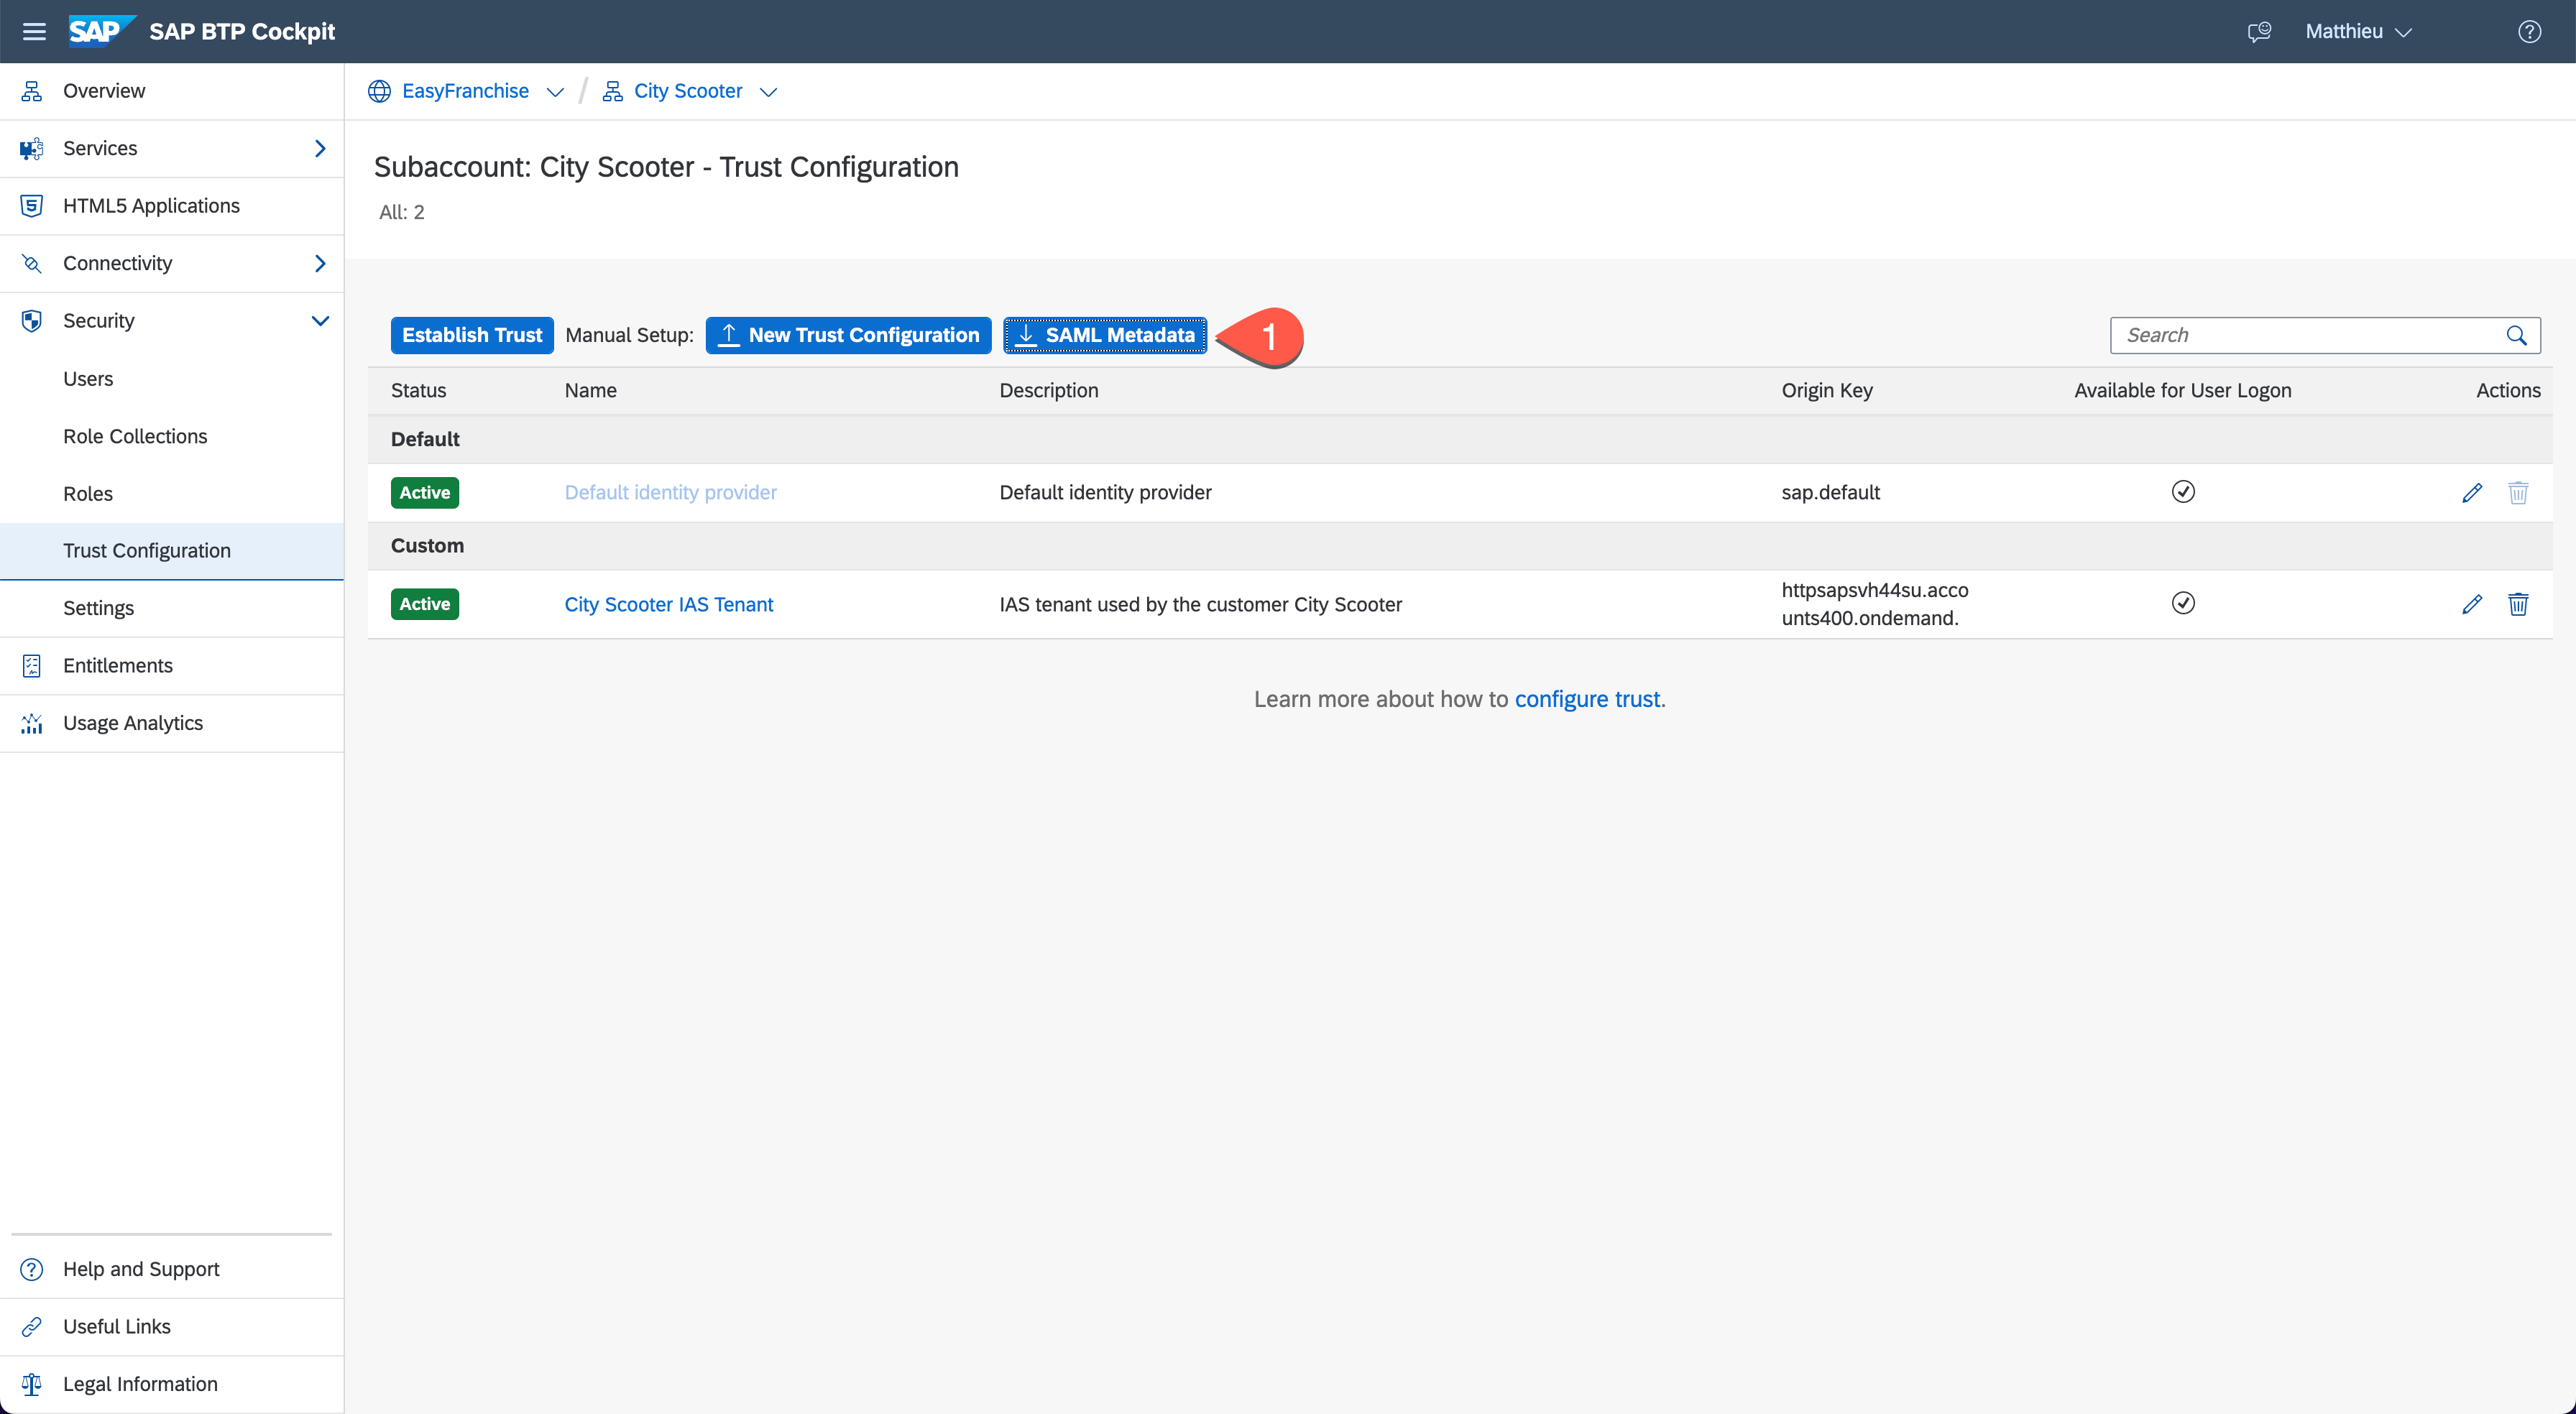 SAP SAP BTP Cockpit
Matthieu
Overview
Services
HTML5 Applications
Connectivity
Security
Users
Role Collections
Roles
Trust Configuration
Settings
Entitlements
Usage Analytics
Help and Support
Useful Links
Legal Information
EasyFranchise / City Scooter
Subaccount: City Scooter - Trust Configuration
All: 2
Establish Trust Manual Setup: New Trust Configuration SAML Metadata 1 Search
Status Name Description Origin Key Available for User Logon Actions
Default
Active Default identity provider Default identity provider sap.default
Custom
Active City Scooter IAS Tenant IAS tenant used by the customer City Scooter httpsapsvh44su.acco
unts400.ondemand.
Learn more about how to configure trust.